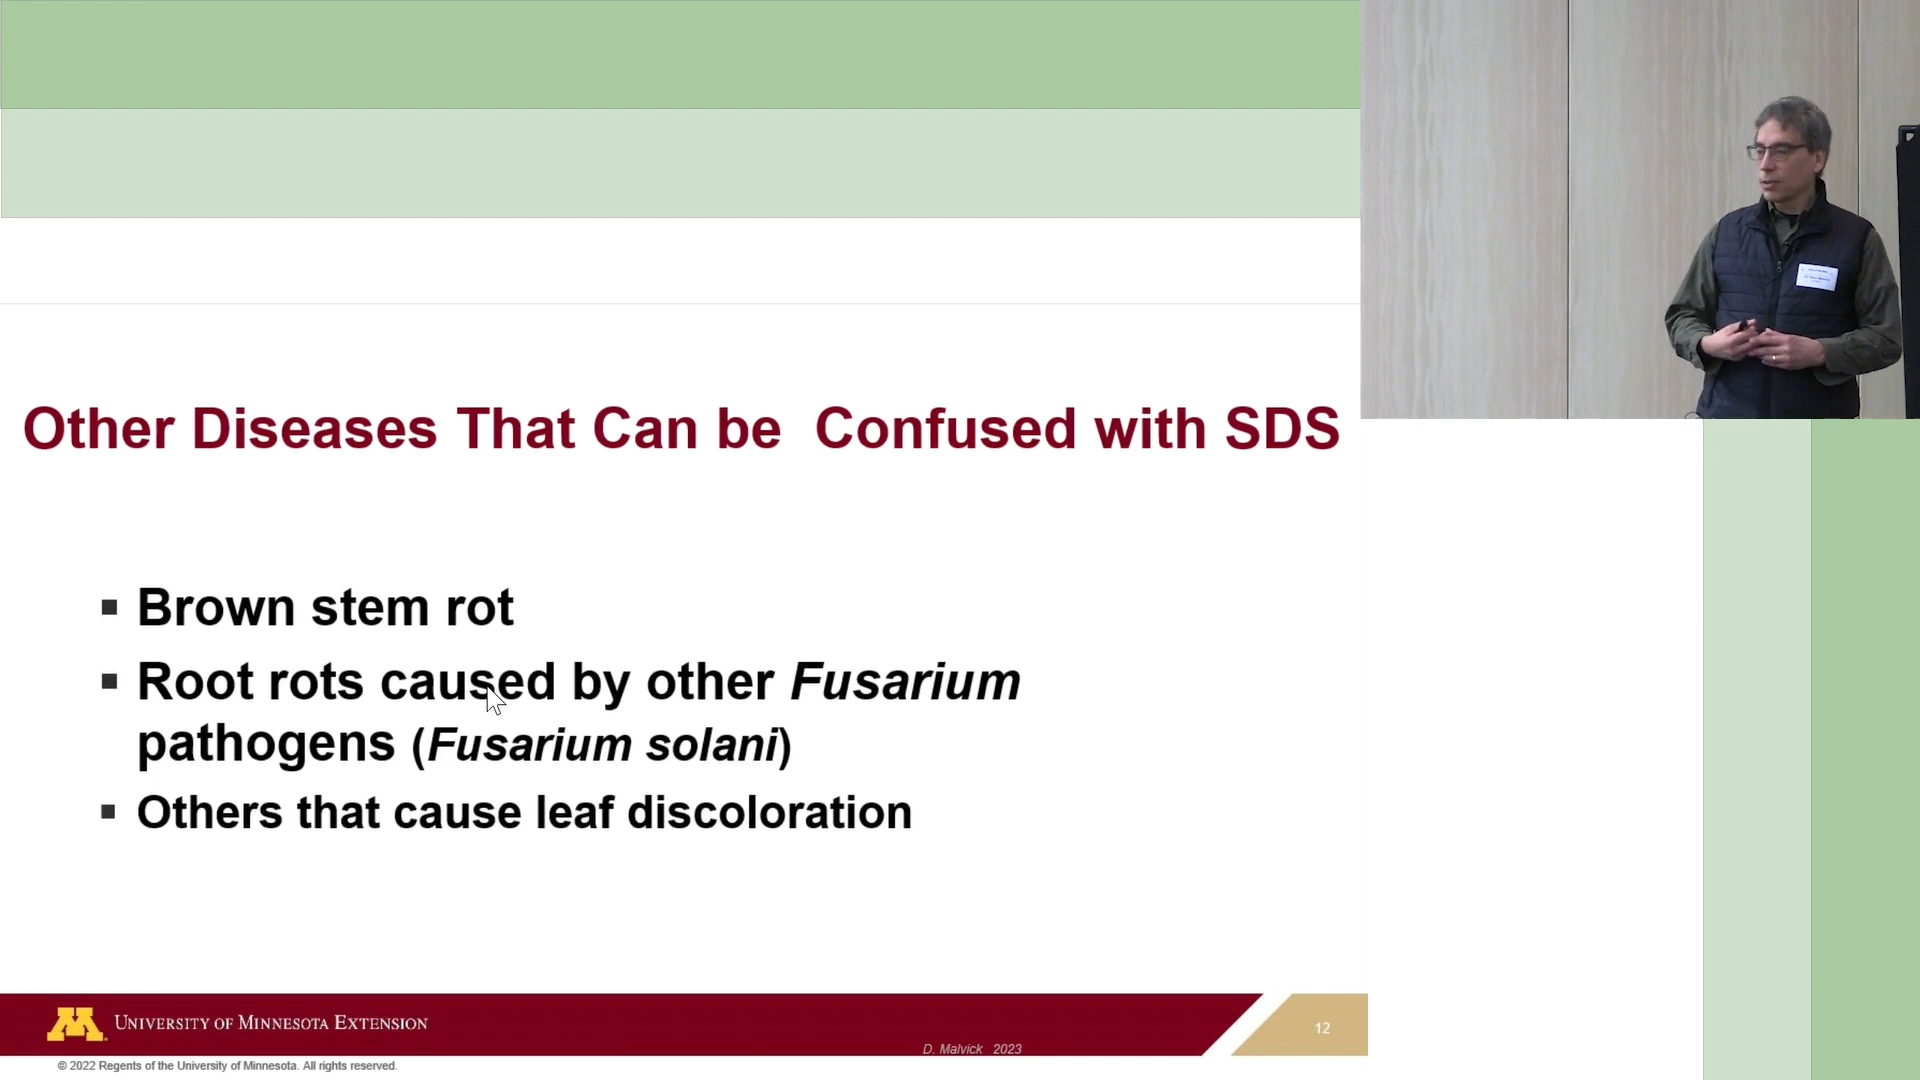 Other Diseases That Can be  Confused with SDS
▪ Brown stem rot
▪ Root rots caused by other Fusarium
pathogens (Fusarium solani)
▪ Others that cause leaf discoloration
UNIVERSITY OF MINNESOTA EXTENSION
12
D. Malvick   2023
© 2022 Regents of the University of Minnesota. All rights reserved.